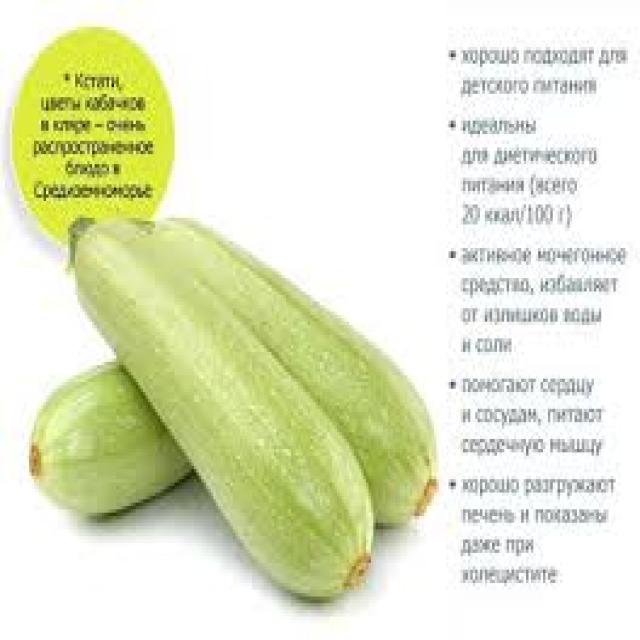 * Кстати,
цветы кабачков
в кляре – очень
распространенное
блюдо в
Средиземноморье
• хорошо подходят для
детского питания
• идеальны
для диетического
питания (всего
20 ккал/100 г)
• активное мочегонное
средство, избавляет
от излишков воды
и соли
• помогают сердцу
и сосудам, питают
сердечную мышцу
• хорошо разгружают
печень и показаны
даже при
холецистите